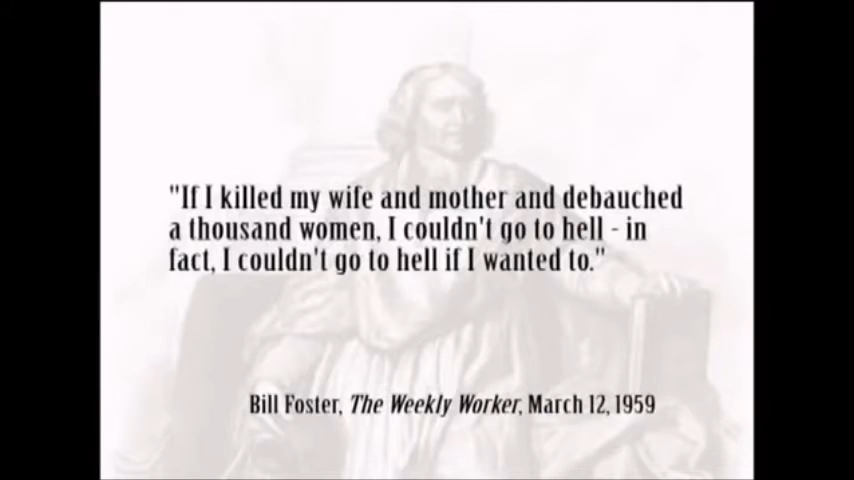 "If I killed my wife and mother and debauched
a thousand women, I couldn't go to hell - in
fact, I couldn't go to hell if I wanted to."
Bill Foster, The Weekly Worker, March 12, 1959